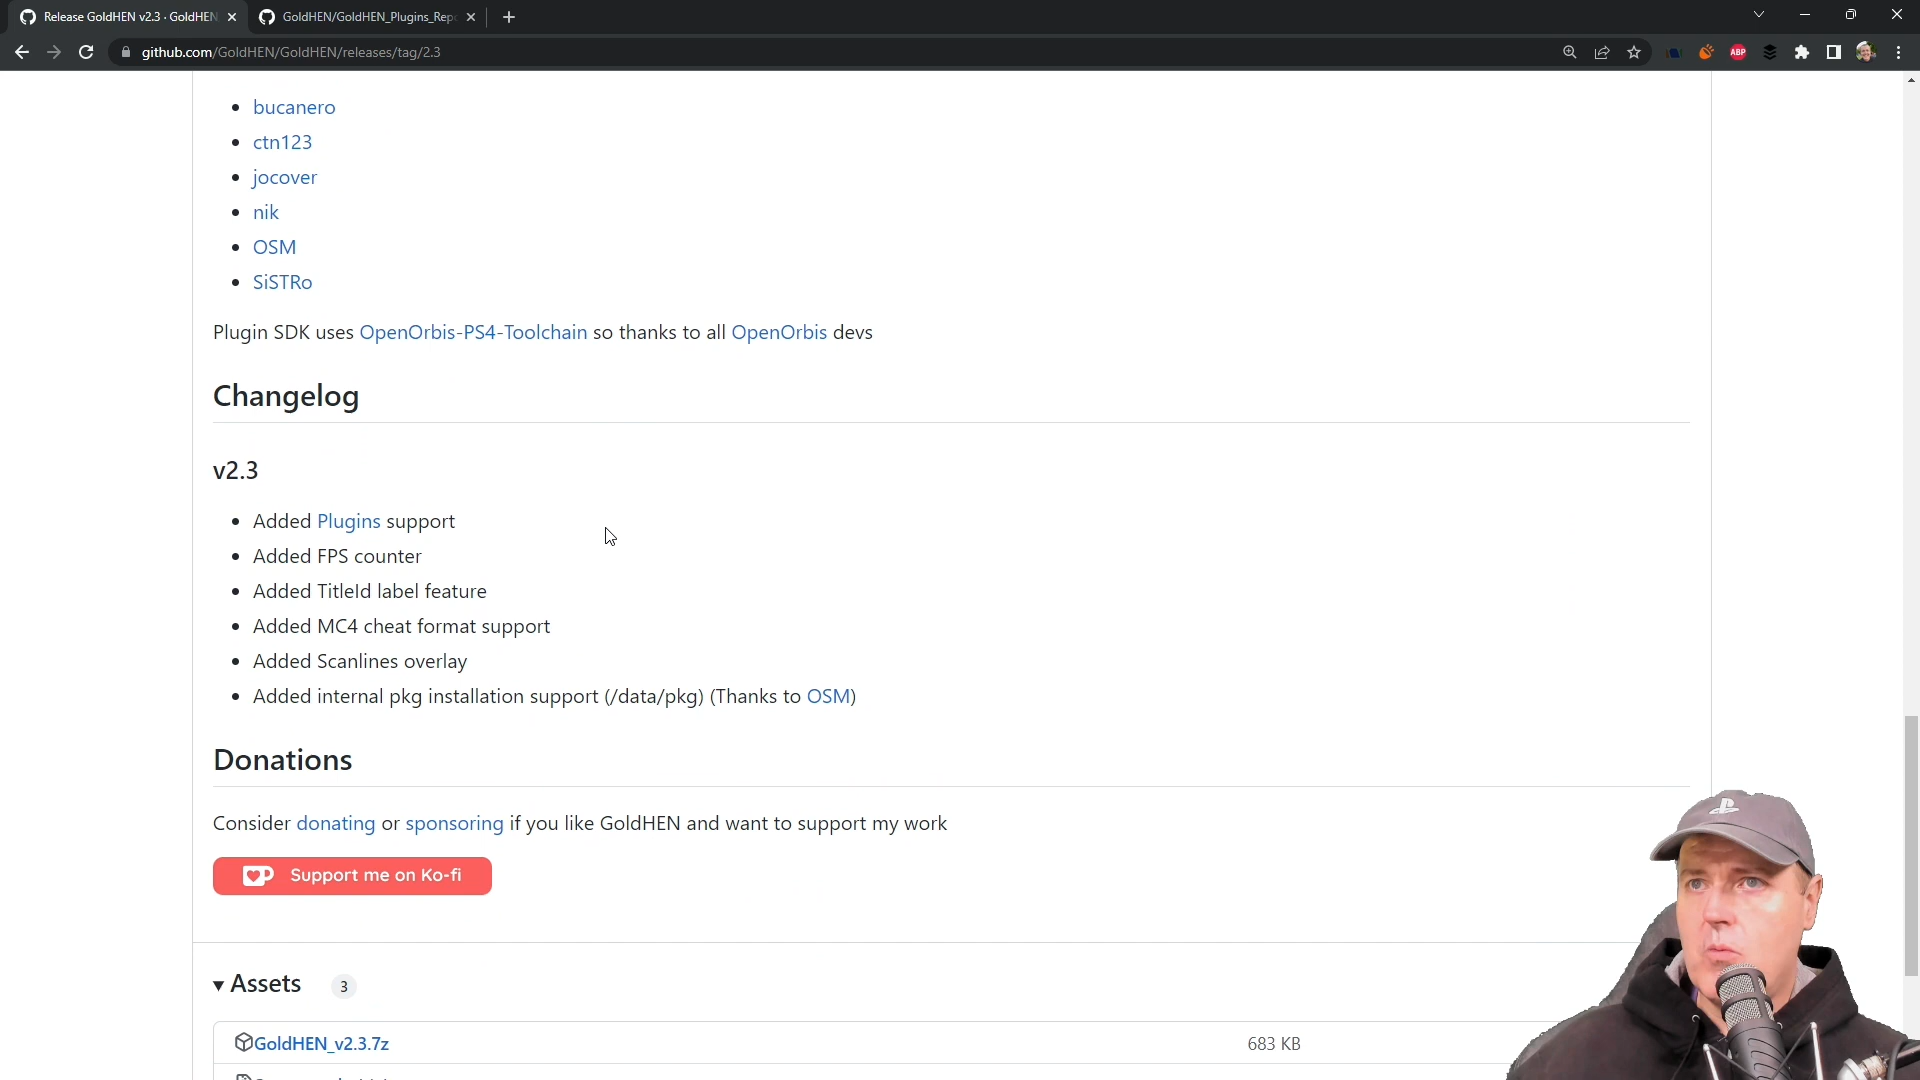 Release GoldHEN v2.3 · GoldHEN
GoldHEN/GoldHEN_Plugins_Repo
github.com/GoldHEN/GoldHEN/releases/tag/2.3
ABP
bucanero
ctn123
jocover
nik
OSM
SiSTRo
Plugin SDK uses OpenOrbis-PS4-Toolchain so thanks to all OpenOrbis devs
Changelog
v2.3
Added Plugins support
Added FPS counter
Added TitleId label feature
Added MC4 cheat format support
Added Scanlines overlay
Added internal pkg installation support (/data/pkg) (Thanks to OSM)
Donations
Consider donating or sponsoring if you like GoldHEN and want to support my work
Support me on Ko-fi
Assets 3
GoldHEN_v2.3.7z 683 KB